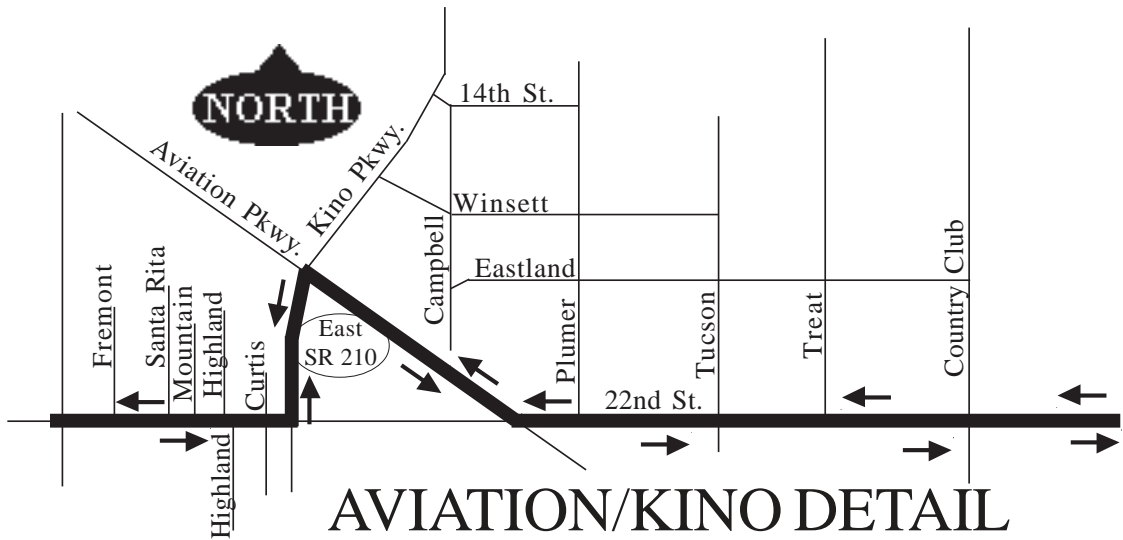 NORTH
14th St.
Aviation Pkwy.
Kino Pkwy.
Winsett
Campbell
Eastland
Country Club
Fremont
Santa Rita
Mountain
Highland
Curtis
East
SR 210
Plumer
Tucson
Treat
22nd St.
Highland
AVIATION/KINO DETAIL